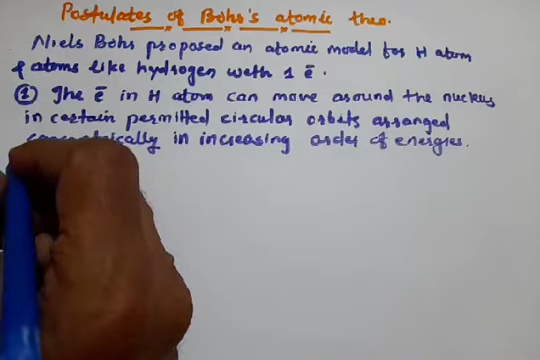 Postulates of Bohr's atomic theo.
Niels Bohr proposed an atomic model for H atom
& atoms like hydrogen with 1 ē.
① The ē in H atom can move around the nucleus
in certain permitted circular orbits arranged
concentrically in increasing order of energies.